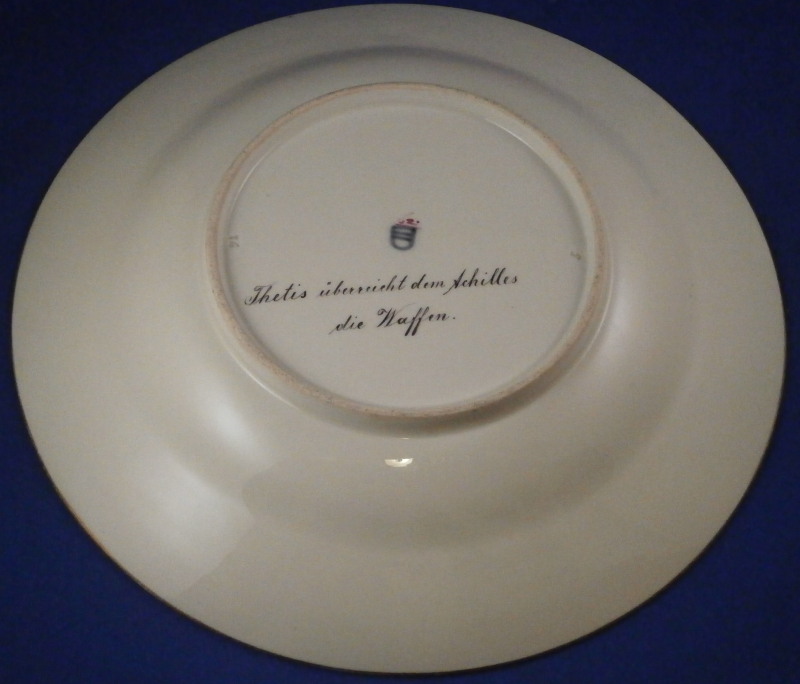 Thetis überreicht dem Achilles
die Waffen.